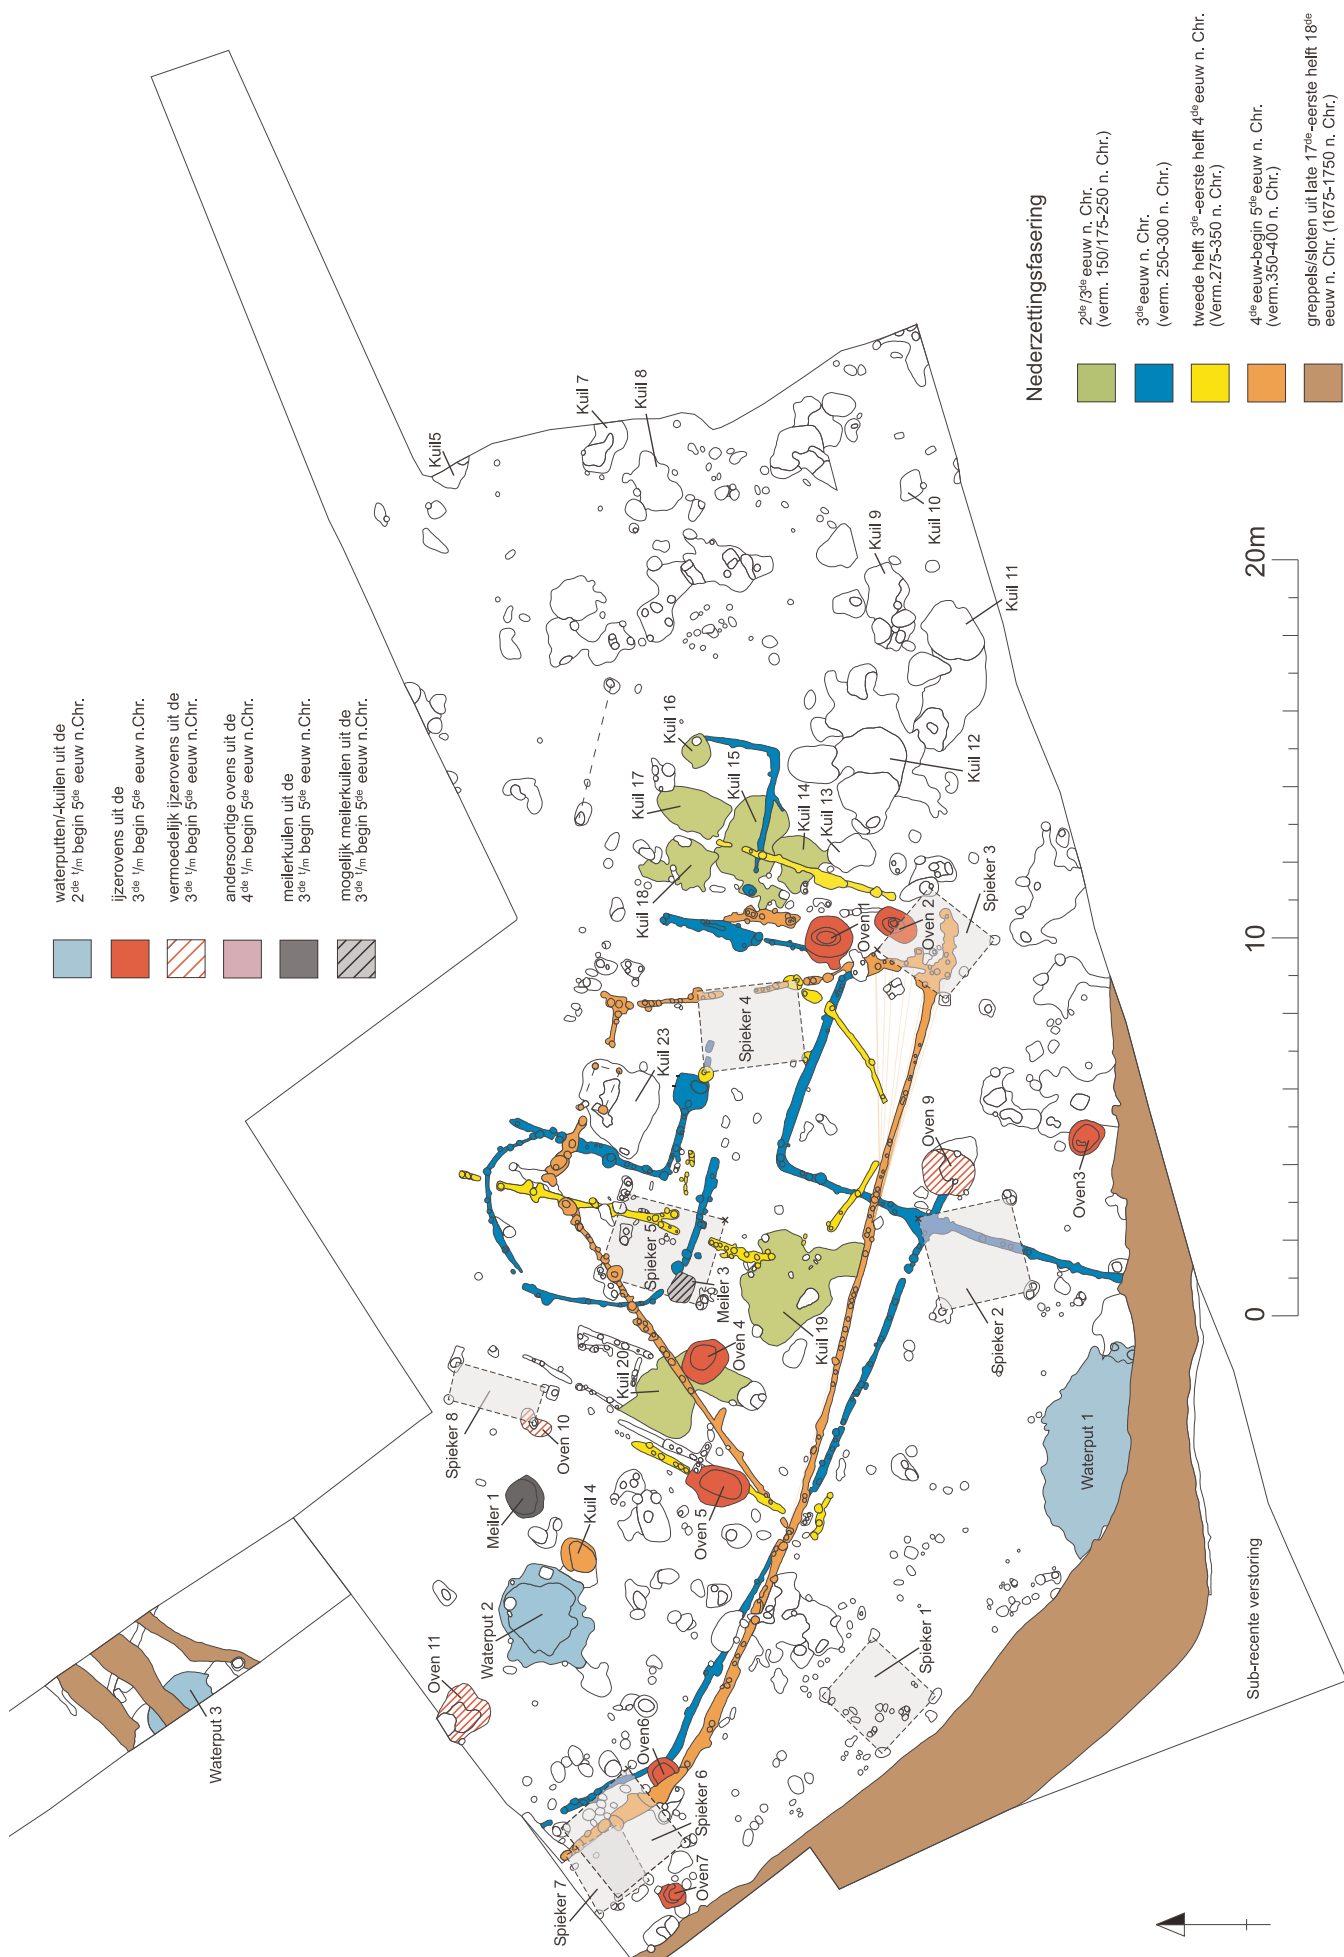 waterputten/-kuilen uit de
2de t/m begin 5de eeuw n.Chr.
ijzerovens uit de
3de t/m begin 5de eeuw n.Chr.
vermoedelijk ijzerovens uit de
3de t/m begin 5de eeuw n.Chr.
andersoortige ovens uit de
4de t/m begin 5de eeuw n.Chr.
meilerkuilen uit de
3de t/m begin 5de eeuw n.Chr.
mogelijk meilerkuilen uit de
3de t/m begin 5de eeuw n.Chr.
Nederzettingsfasering
2de/3de eeuw n. Chr.
(verm. 150/175-250 n. Chr.)
3de eeuw n. Chr.
(verm. 250-300 n. Chr.)
tweede helft 3de-eerste helft 4de eeuw n. Chr.
(Verm.275-350 n. Chr.)
4de eeuw-begin 5de eeuw n. Chr.
(verm.350-400 n. Chr.)
greppels/sloten uit late 17de-eerste helft 18de
eeuw n. Chr. (1675-1750 n. Chr.)
Waterput 3
Oven 11
Waterput 2
Meiler 1
Kuil 4
Spieker 8
Oven 10
Kuil 20
Oven 4
Oven 5
Spieker 5
Meiler 3
Kuil 19
Kuil 23
Spieker 4
Kuil 18
Kuil 17
Kuil 16
Kuil 15
Kuil 14
Kuil 13
Kuil 12
Kuil 11
Kuil 10
Kuil 9
Kuil 8
Kuil 7
Kuil5
Oven 1
Oven 2
Spieker 3
Oven 9
Oven3
Spieker 2
Waterput 1
Spieker 1
Oven6
Spieker 6
Spieker 7
Oven7
Sub-recente verstoring
0
10
20m